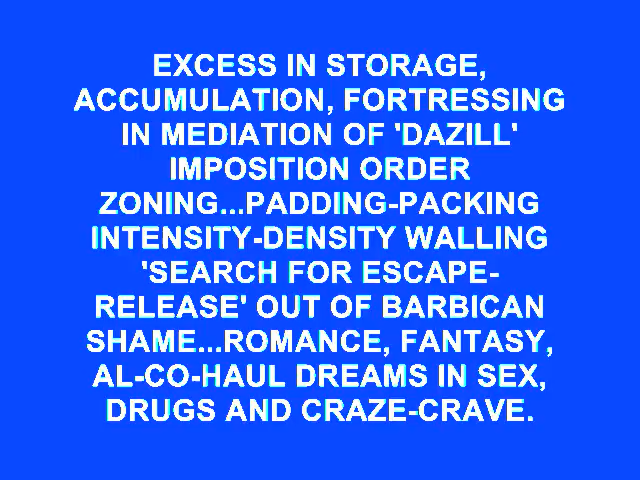 EXCESS IN STORAGE,
ACCUMULATION, FORTRESSING
IN MEDIATION OF 'DAZILL'
IMPOSITION ORDER
ZONING...PADDING-PACKING
INTENSITY-DENSITY WALLING
'SEARCH FOR ESCAPE-
RELEASE' OUT OF BARBICAN
SHAME...ROMANCE, FANTASY,
AL-CO-HAUL DREAMS IN SEX,
DRUGS AND CRAZE-CRAVE.